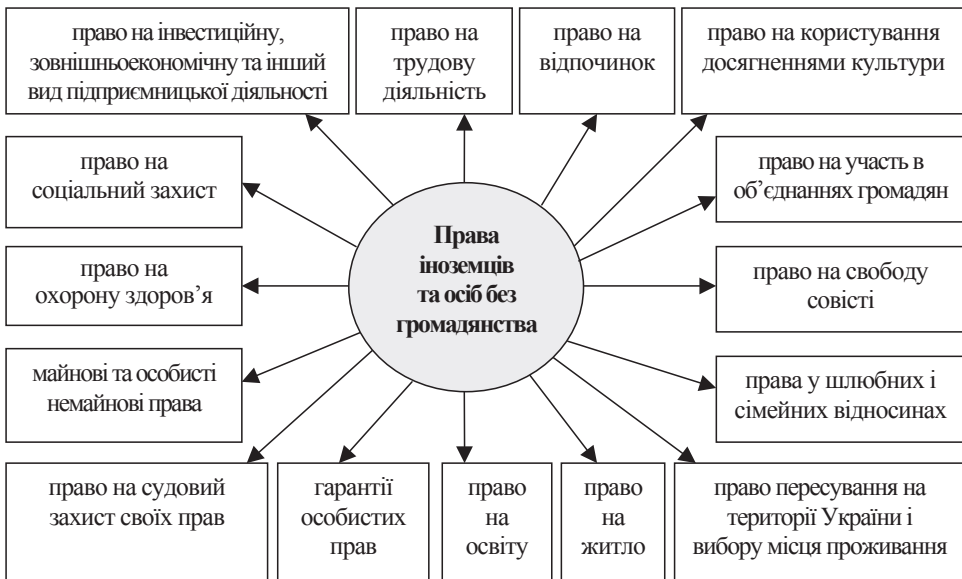 право на інвестиційну,
зовнішньоекономічну та інший
вид підприємницької діяльності
право на
трудову
діяльність
право на
відпочинок
право на користування
досягненнями культури
право на
соціальний захист
право на участь в
об’єднаннях громадян
Права
іноземців
та осіб без
громадянства
право на
охорону здоров’я
право на свободу
совісті
майнові та особисті
немайнові права
права у шлюбних і
сімейних відносинах
право на судовий
захист своїх прав
гарантії
особистих
прав
право
на
освіту
право
на
житло
право пересування на
території України і
вибору місця проживання